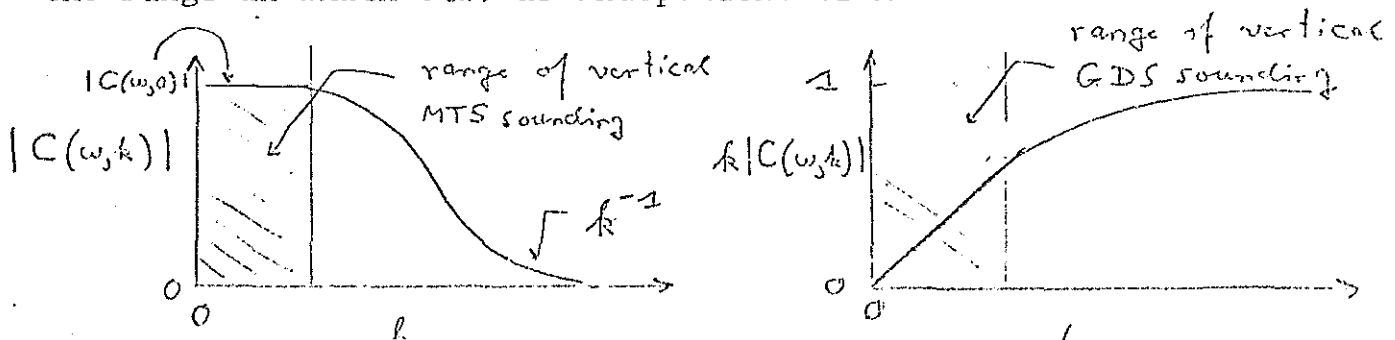 |C(ω,0)|
range of vertical
MTS sounding
|C(ω,k)|
k⁻¹
0
0
range of vertical
GDS sounding
1
k|C(ω,k)|
0
0